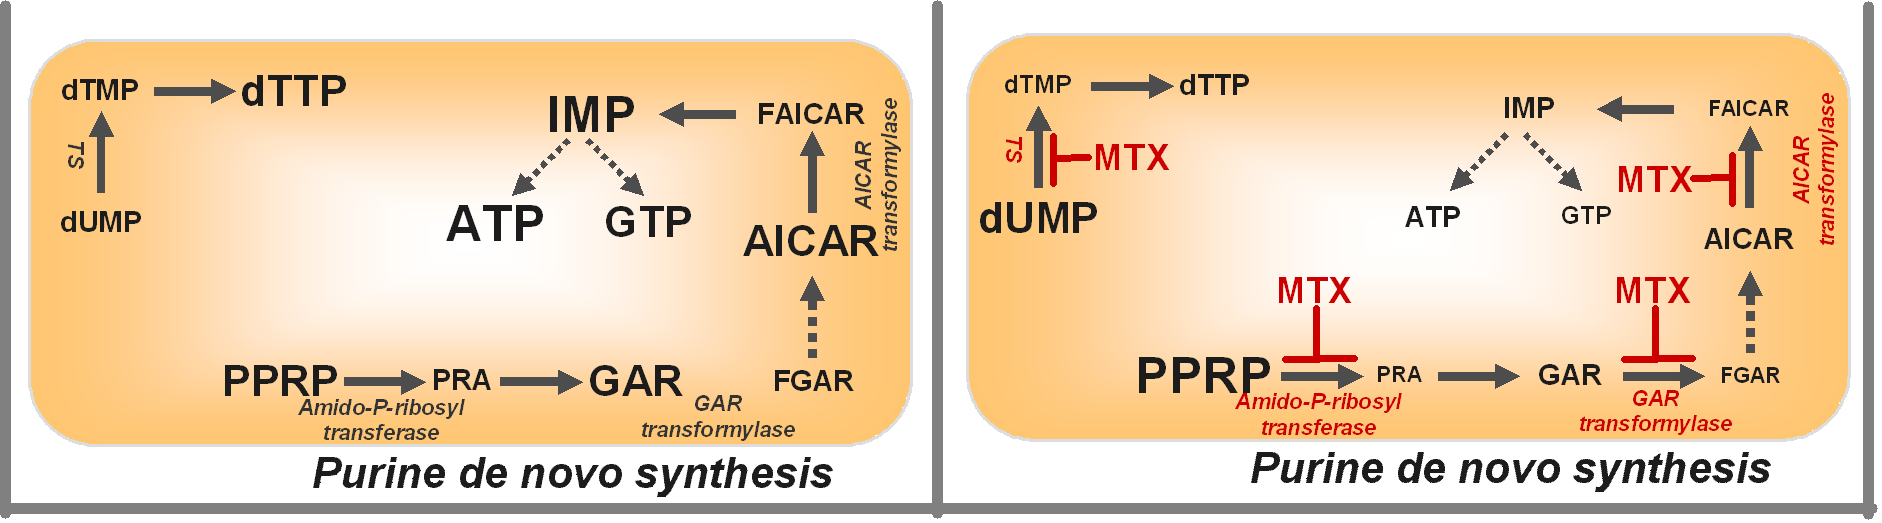 dTMP
dTTP
TS
dUMP
IMP
FAICAR
ATP
GTP
AICAR
transformylase
AICAR
PPRP
PRA
GAR
FGAR
Amido-P-ribosyl
transferase
GAR
transformylase
Purine de novo synthesis
dTMP
dTTP
TS
MTX
dUMP
IMP
FAICAR
MTX
AICAR
transformylase
ATP
GTP
AICAR
MTX
MTX
PPRP
PRA
GAR
FGAR
Amido-P-ribosyl
transferase
GAR
transformylase
Purine de novo synthesis